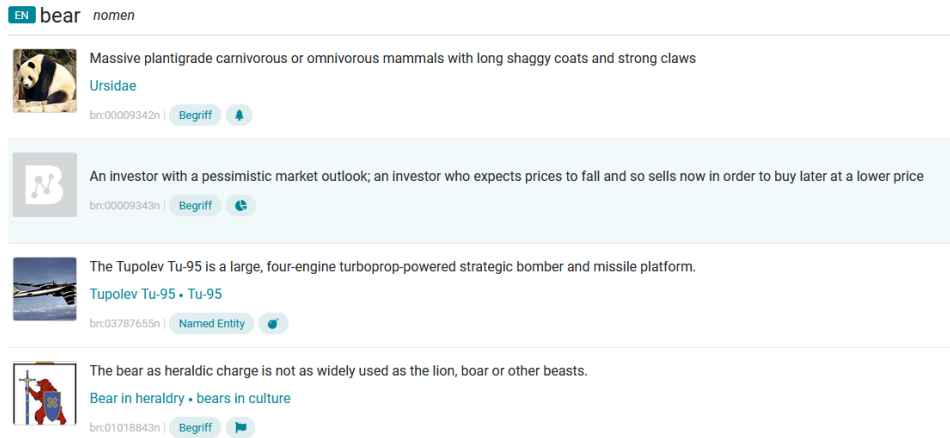 EN bear nomen
Massive plantigrade carnivorous or omnivorous mammals with long shaggy coats and strong claws
Ursidae
bn:00009342n | Begriff
An investor with a pessimistic market outlook; an investor who expects prices to fall and so sells now in order to buy later at a lower price
bn:00009343n | Begriff
The Tupolev Tu-95 is a large, four-engine turboprop-powered strategic bomber and missile platform.
Tupolev Tu-95 • Tu-95
bn:03787655n | Named Entity
The bear as heraldic charge is not as widely used as the lion, boar or other beasts.
Bear in heraldry • bears in culture
bn:01018843n | Begriff